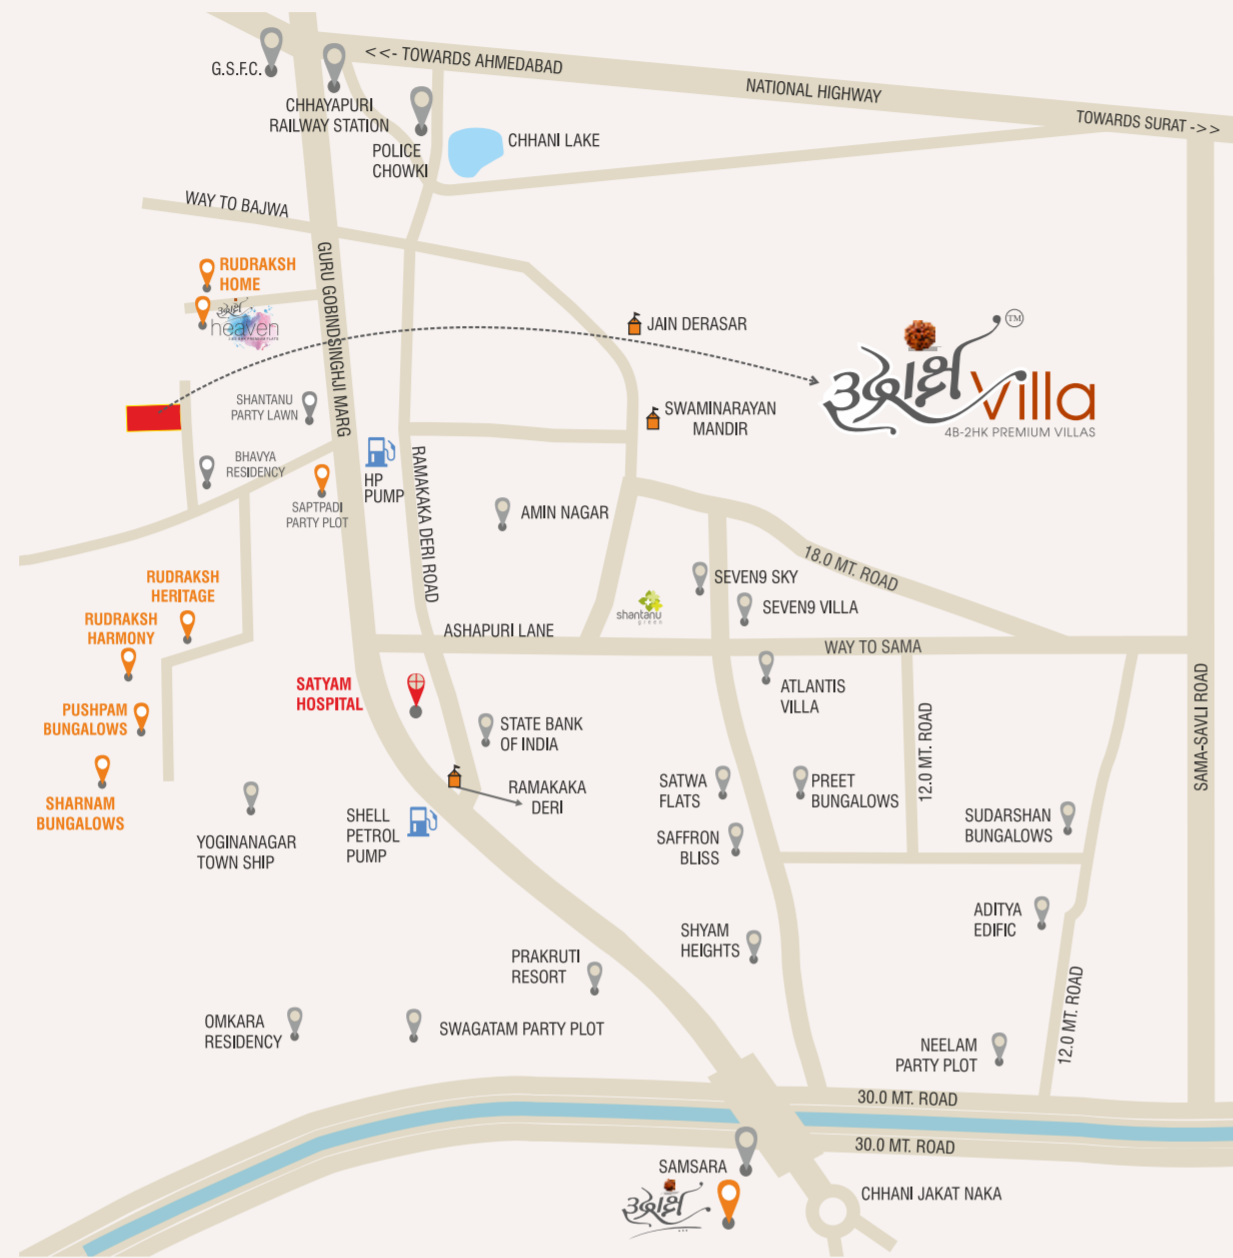 <<- TOWARDS AHMEDABAD
G.S.F.C.
NATIONAL HIGHWAY
TOWARDS SURAT ->>
CHHAYAPURI
RAILWAY STATION
POLICE
CHOWKI
CHHANI LAKE
WAY TO BAJWA
GURU GOBINDSINGHJI MARG
RUDRAKSH
HOME
रुद्राक्ष
heaven
JAIN DERASAR
TM
रुद्राक्ष villa
4B-2HK PREMIUM VILLAS
SHANTANU
PARTY LAWN
SWAMINARAYAN
MANDIR
BHAVYA
RESIDENCY
HP
PUMP
RAMAKAKA DERI ROAD
SAPTPADI
PARTY PLOT
AMIN NAGAR
18.0 MT. ROAD
RUDRAKSH
HERITAGE
SEVEN9 SKY
SEVEN9 VILLA
shantanu
green
RUDRAKSH
HARMONY
ASHAPURI LANE
WAY TO SAMA
SATYAM
HOSPITAL
ATLANTIS
VILLA
SAMA-SAVLI ROAD
PUSHPAM
BUNGALOWS
STATE BANK
OF INDIA
12.0 MT. ROAD
SHARNAM
BUNGALOWS
RAMAKAKA
DERI
SATWA
FLATS
PREET
BUNGALOWS
SUDARSHAN
BUNGALOWS
YOGINANAGAR
TOWN SHIP
SHELL
PETROL
PUMP
SAFFRON
BLISS
ADITYA
EDIFIC
SHYAM
HEIGHTS
PRAKRUTI
RESORT
12.0 MT. ROAD
OMKARA
RESIDENCY
SWAGATAM PARTY PLOT
NEELAM
PARTY PLOT
30.0 MT. ROAD
30.0 MT. ROAD
SAMSARA
रुद्राक्ष
CHHANI JAKAT NAKA